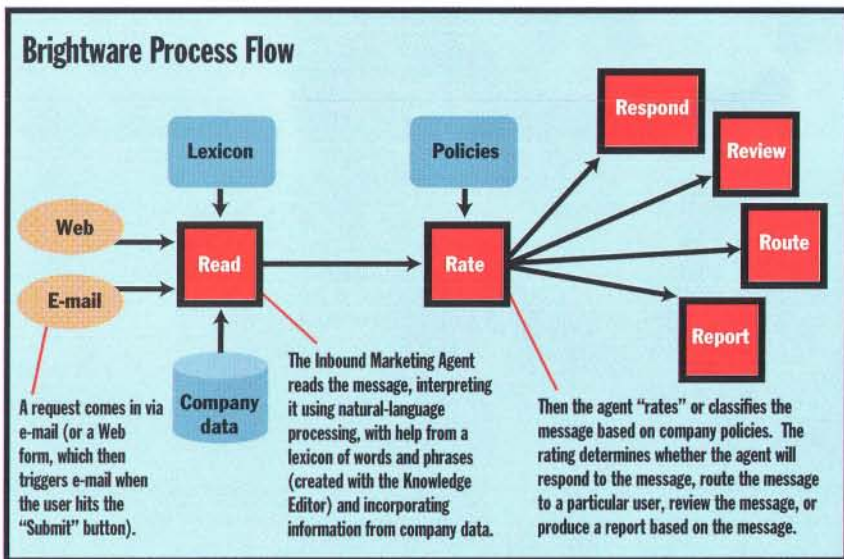 Brightware Process Flow
Lexicon
Policies
Respond
Review
Web
Read
Rate
Route
E-mail
Report
Company
data
A request comes in via
e-mail (or a Web
form, which then
triggers e-mail when
the user hits the
“Submit” button).
The Inbound Marketing Agent
reads the message, interpreting
it using natural-language
processing, with help from a
lexicon of words and phrases
(created with the Knowledge
Editor) and incorporating
information from company data.
Then the agent “rates” or classifies the
message based on company policies. The
rating determines whether the agent will
respond to the message, route the message
to a particular user, review the message, or
produce a report based on the message.